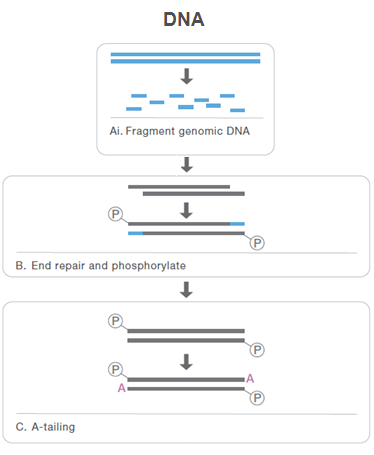 DNA
Ai. Fragment genomic DNA
P
P
B. End repair and phosphorylate
P
P
P
A
A
P
C. A-tailing